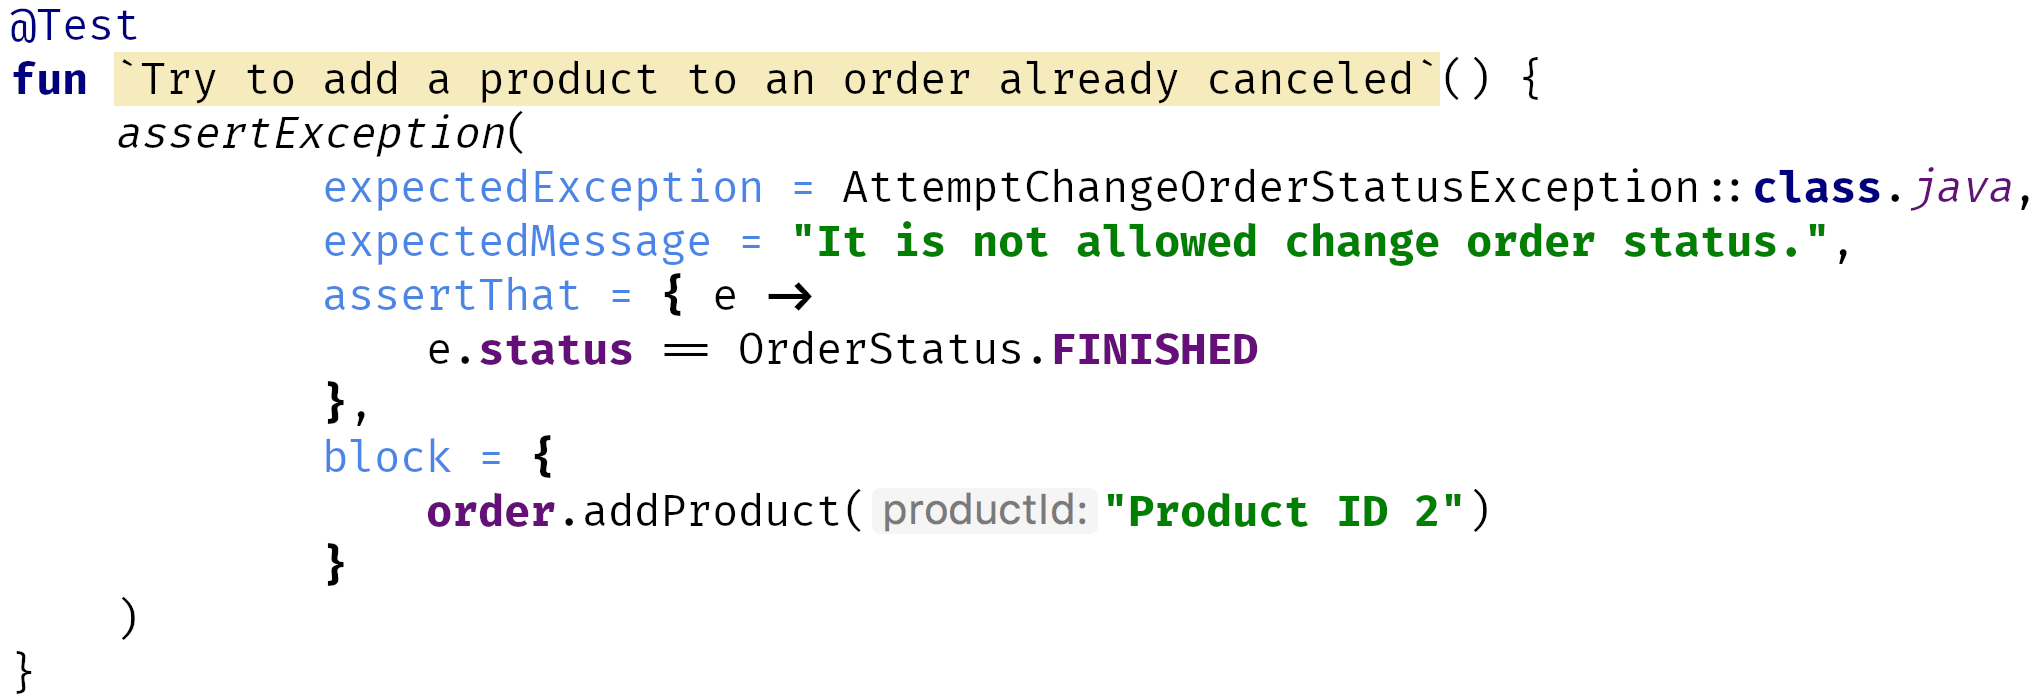 @Test
fun `Try to add a product to an order already canceled`() {
assertException(
expectedException = AttemptChangeOrderStatusException::class.java,
expectedMessage = "It is not allowed change order status.",
assertThat = { e ->
e.status == OrderStatus.FINISHED
},
block = {
order.addProduct( productId: "Product ID 2")
}
)
}